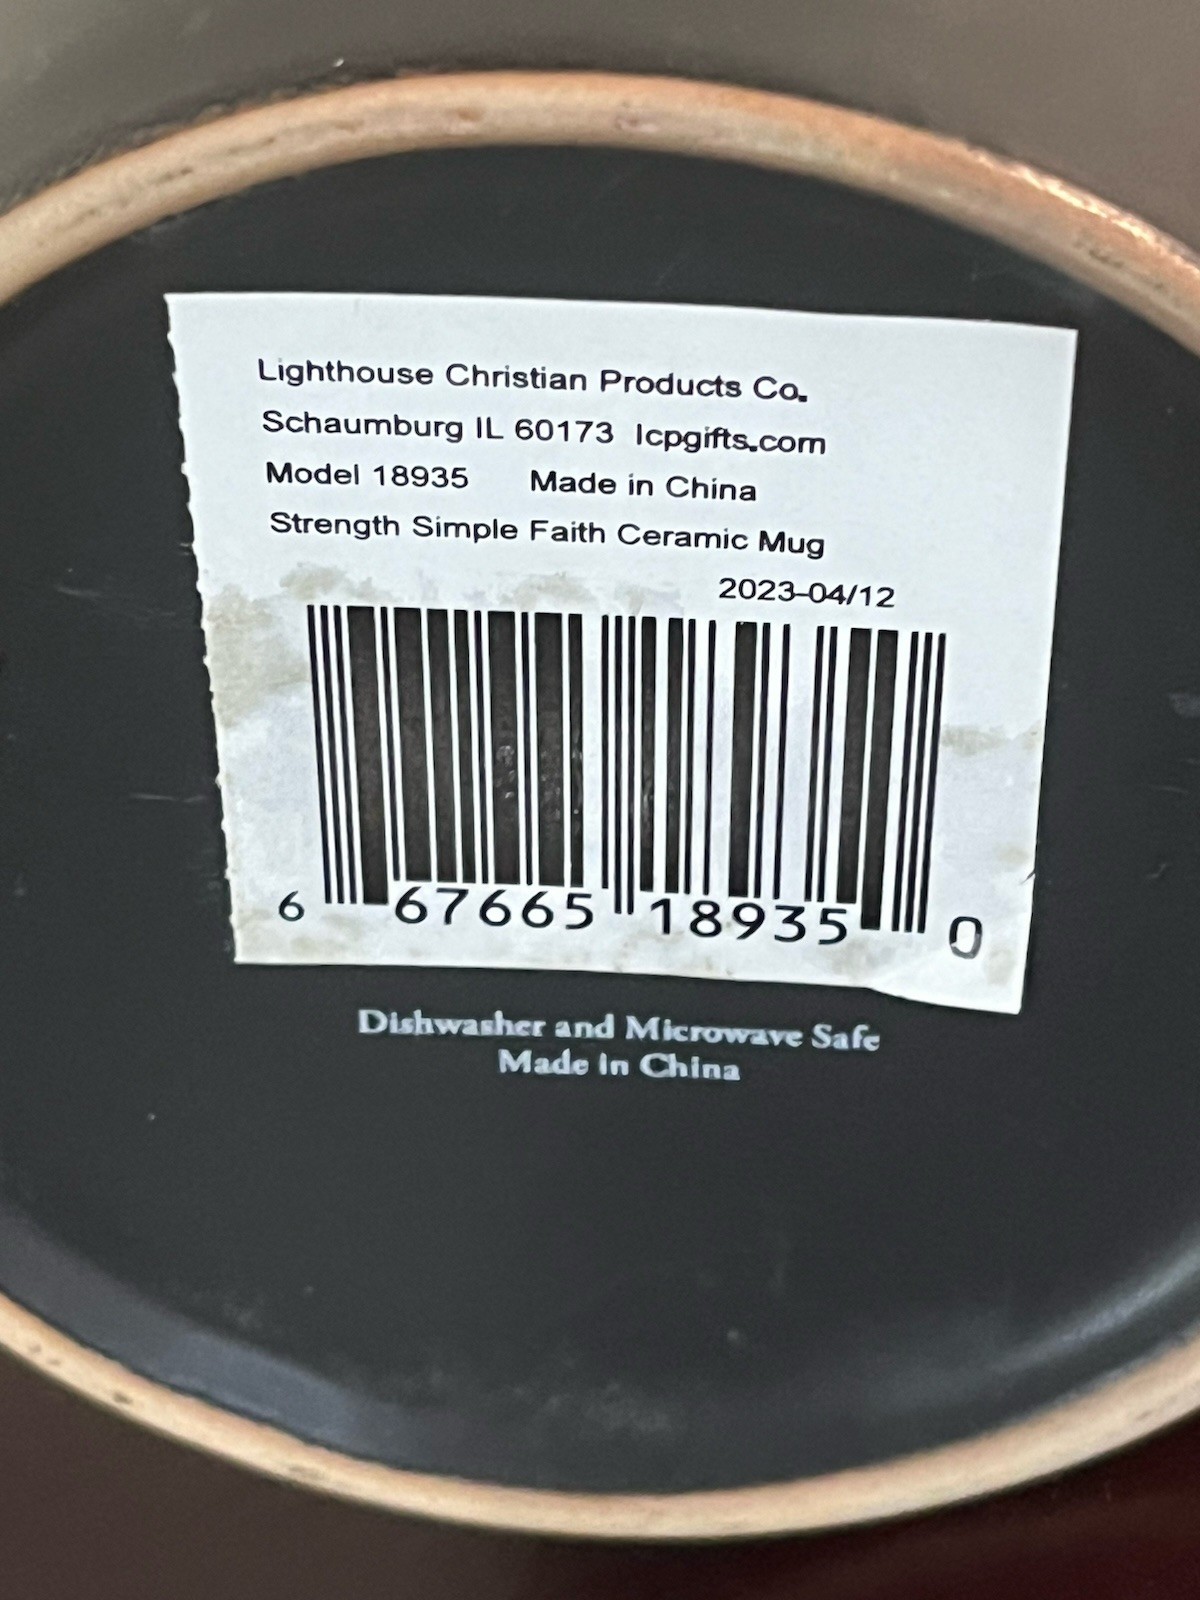 Lighthouse Christian Products Co.
Schaumburg IL 60173 lcpgifts.com
Model 18935 Made in China
Strength Simple Faith Ceramic Mug
2023-04/12
6 67665 18935 0
Dishwasher and Microwave Safe
Made in China